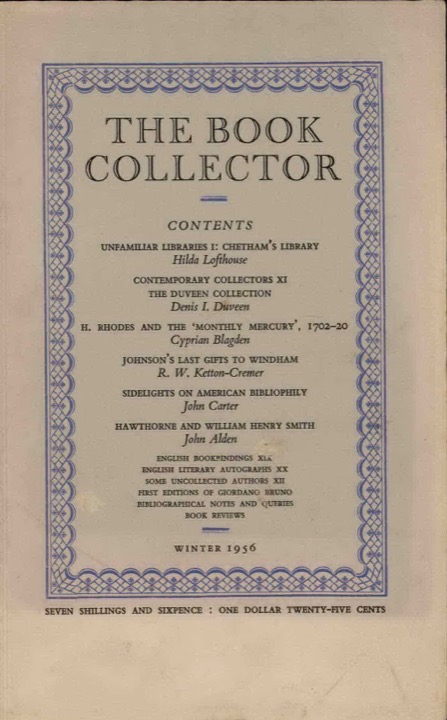 THE BOOK
COLLECTOR
CONTENTS
UNFAMILIAR LIBRARIES I: CHETHAM'S LIBRARY
Hilda Lofthouse
CONTEMPORARY COLLECTORS XI
THE DUVEEN COLLECTION
Denis I. Duveen
H. RHODES AND THE 'MONTHLY MERCURY', 1702–20
Cyprian Blagden
JOHNSON'S LAST GIFTS TO WINDHAM
R. W. Ketton-Cremer
SIDELIGHTS ON AMERICAN BIBLIOPHILY
John Carter
HAWTHORNE AND WILLIAM HENRY SMITH
John Alden
ENGLISH BOOKBINDINGS XIX
ENGLISH LITERARY AUTOGRAPHS XX
SOME UNCOLLECTED AUTHORS XII
FIRST EDITIONS OF GIORDANO BRUNO
BIBLIOGRAPHICAL NOTES AND QUERIES
BOOK REVIEWS
WINTER 1956
SEVEN SHILLINGS AND SIXPENCE : ONE DOLLAR TWENTY-FIVE CENTS